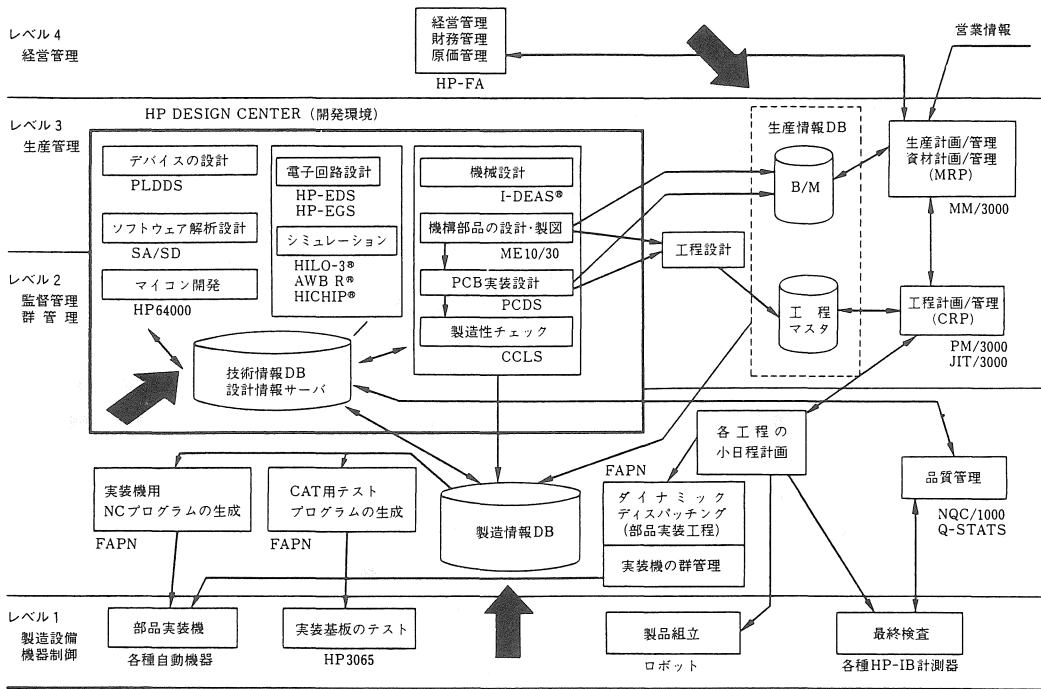 レベル4
経営管理
経営管理
財務管理
原価管理
HP-FA
営業情報
レベル3
生産管理
HP DESIGN CENTER（開発環境）
デバイスの設計
PLDDS
ソフトウェア解析設計
SA/SD
マイコン開発
HP64000
電子回路設計
HP-EDS
HP-EGS
シミュレーション
HILO-3®
AWB R®
HICHIP®
機械設計
I-DEAS®
機構部品の設計・製図
ME10/30
PCB実装設計
PCDS
製造性チェック
CCLS
技術情報DB
設計情報サーバ
生産情報DB
B/M
工程設計
工程
マスタ
生産計画/管理
資材計画/管理
(MRP)
MM/3000
レベル2
監督管理
群管理
工程計画/管理
(CRP)
PM/3000
JIT/3000
実装機用
NCプログラムの生成
FAPN
CAT用テスト
プログラムの生成
FAPN
製造情報DB
FAPN
ダイナミック
ディスパッチング
(部品実装工程)
実装機の群管理
各工程の
小日程計画
品質管理
NQC/1000
Q-STATS
レベル1
製造設備
機器制御
部品実装機
各種自動機器
実装基板のテスト
HP3065
製品組立
ロボット
最終検査
各種HP-IB計測器